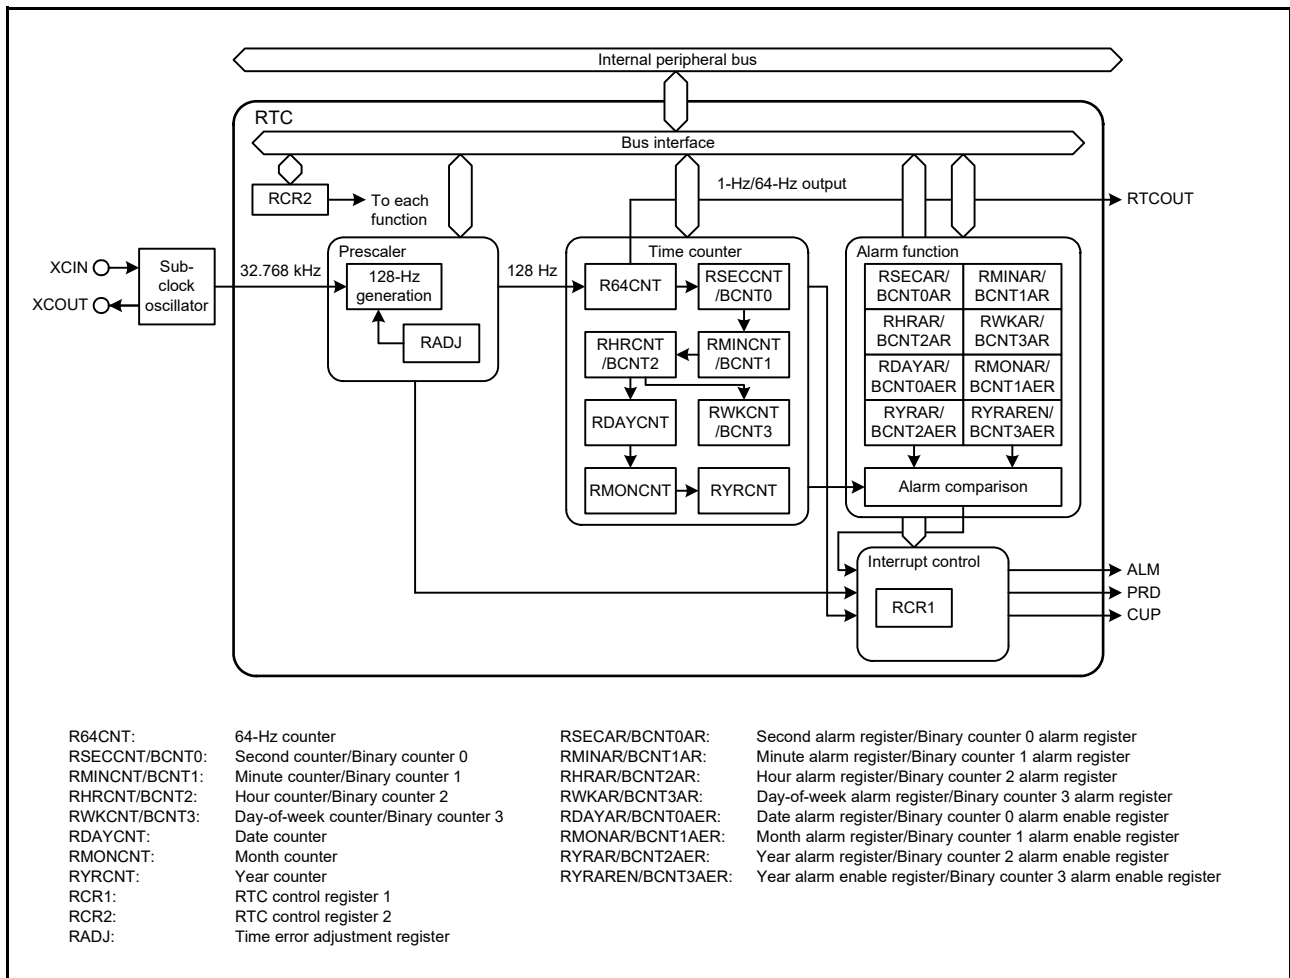 Internal peripheral bus
RTC
Bus interface
RCR2
To each
function
1-Hz/64-Hz output
RTCOUT
XCIN
XCOUT
Sub-
clock
oscillator
32.768 kHz
Prescaler
128-Hz
generation
RADJ
128 Hz
Time counter
R64CNT
RSECCNT
/BCNT0
RHRCNT
/BCNT2
RMINCNT
/BCNT1
RDAYCNT
RWKCNT
/BCNT3
RMONCNT
RYRCNT
Alarm function
RSECAR/
BCNT0AR
RMINAR/
BCNT1AR
RHRAR/
BCNT2AR
RWKAR/
BCNT3AR
RDAYAR/
BCNT0AER
RMONAR/
BCNT1AER
RYRAR/
BCNT2AER
RYRAREN/
BCNT3AER
Alarm comparison
Interrupt control
RCR1
ALM
PRD
CUP
R64CNT: 64-Hz counter
RSECCNT/BCNT0: Second counter/Binary counter 0
RMINCNT/BCNT1: Minute counter/Binary counter 1
RHRCNT/BCNT2: Hour counter/Binary counter 2
RWKCNT/BCNT3: Day-of-week counter/Binary counter 3
RDAYCNT: Date counter
RMONCNT: Month counter
RYRCNT: Year counter
RCR1: RTC control register 1
RCR2: RTC control register 2
RADJ: Time error adjustment register
RSECAR/BCNT0AR: Second alarm register/Binary counter 0 alarm register
RMINAR/BCNT1AR: Minute alarm register/Binary counter 1 alarm register
RHRAR/BCNT2AR: Hour alarm register/Binary counter 2 alarm register
RWKAR/BCNT3AR: Day-of-week alarm register/Binary counter 3 alarm register
RDAYAR/BCNT0AER: Date alarm register/Binary counter 0 alarm enable register
RMONAR/BCNT1AER: Month alarm register/Binary counter 1 alarm enable register
RYRAR/BCNT2AER: Year alarm register/Binary counter 2 alarm enable register
RYRAREN/BCNT3AER: Year alarm enable register/Binary counter 3 alarm enable register